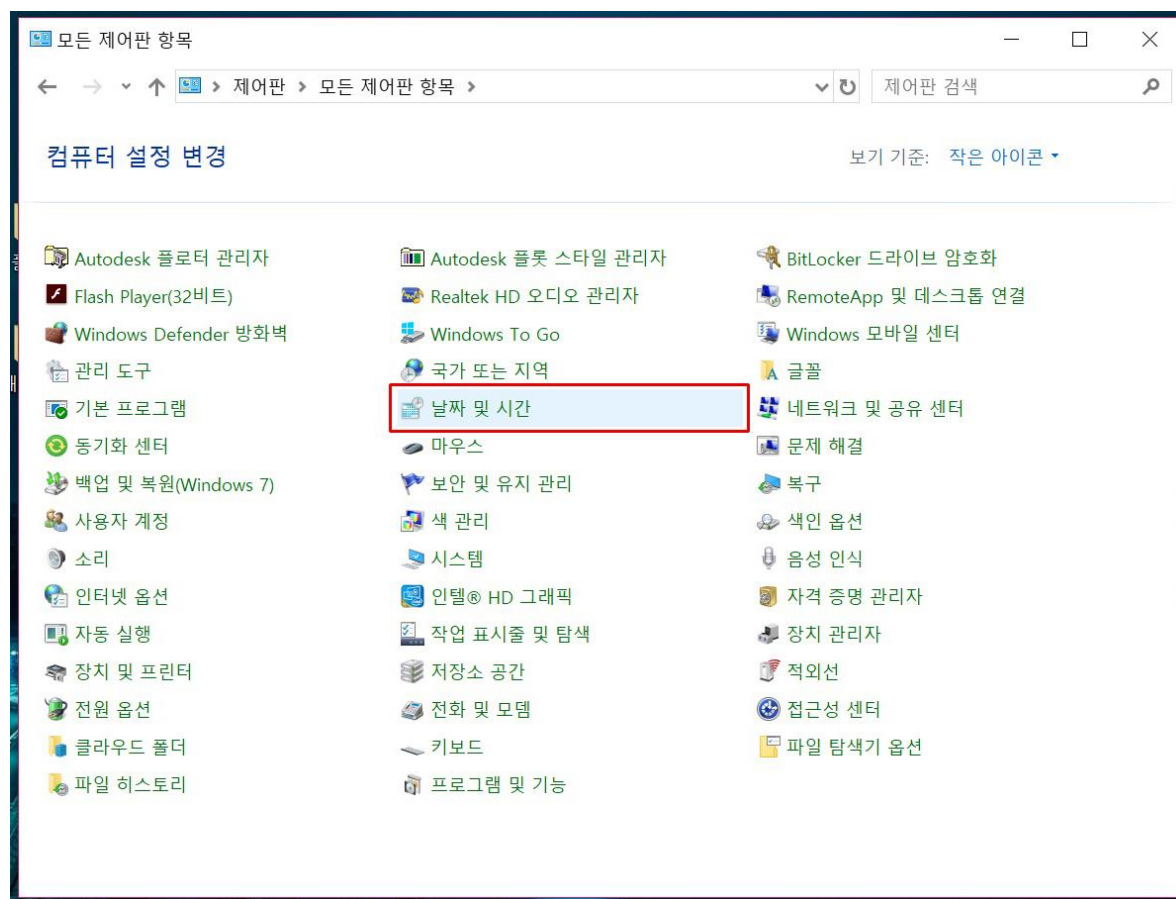 모든 제어판 항목
제어판 > 모든 제어판 항목 > 제어판 검색
컴퓨터 설정 변경 보기 기준: 작은 아이콘
Autodesk 플로터 관리자 Autodesk 플롯 스타일 관리자 BitLocker 드라이브 암호화
Flash Player(32비트) Realtek HD 오디오 관리자 RemoteApp 및 데스크톱 연결
Windows Defender 방화벽 Windows To Go Windows 모바일 센터
관리 도구 국가 또는 지역 글꼴
기본 프로그램 날짜 및 시간 네트워크 및 공유 센터
동기화 센터 마우스 문제 해결
백업 및 복원(Windows 7) 보안 및 유지 관리 복구
사용자 계정 색 관리 색인 옵션
소리 시스템 음성 인식
인터넷 옵션 인텔® HD 그래픽 자격 증명 관리자
자동 실행 작업 표시줄 및 탐색 장치 관리자
장치 및 프린터 저장소 공간 적외선
전원 옵션 전화 및 모뎀 접근성 센터
클라우드 폴더 키보드 파일 탐색기 옵션
파일 히스토리 프로그램 및 기능